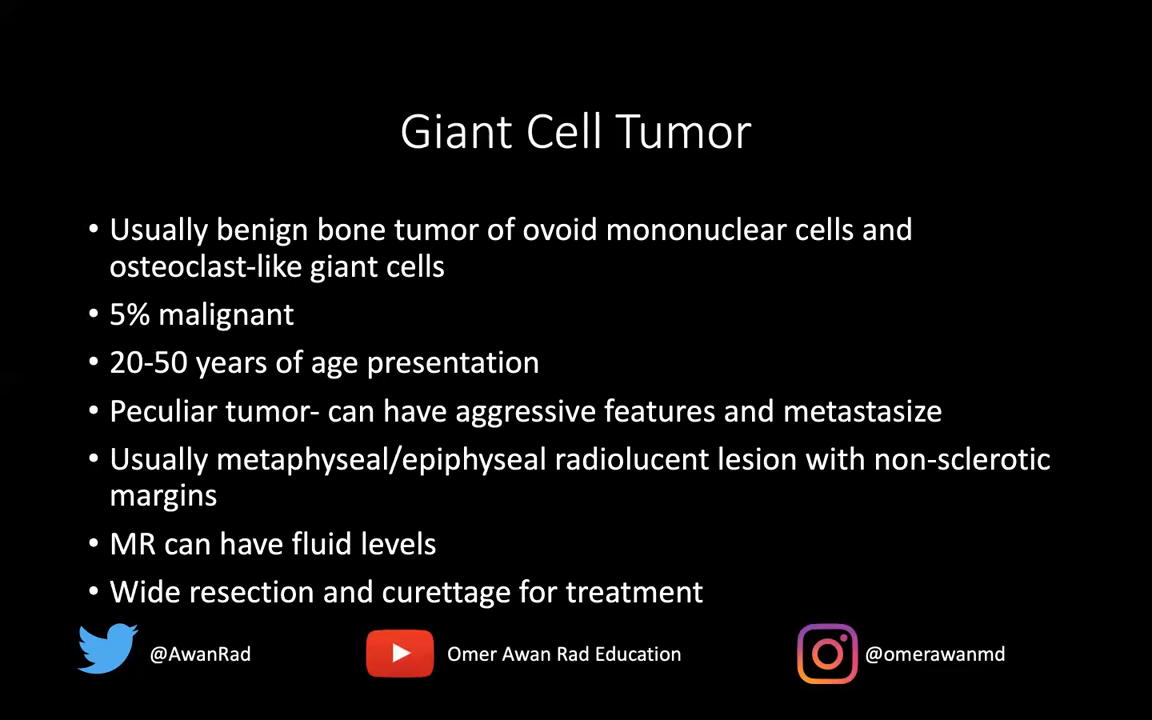 Giant Cell Tumor
• Usually benign bone tumor of ovoid mononuclear cells and
osteoclast-like giant cells
• 5% malignant
• 20-50 years of age presentation
• Peculiar tumor- can have aggressive features and metastasize
• Usually metaphyseal/epiphyseal radiolucent lesion with non-sclerotic
margins
• MR can have fluid levels
• Wide resection and curettage for treatment
@AwanRad Omer Awan Rad Education @omerawanmd